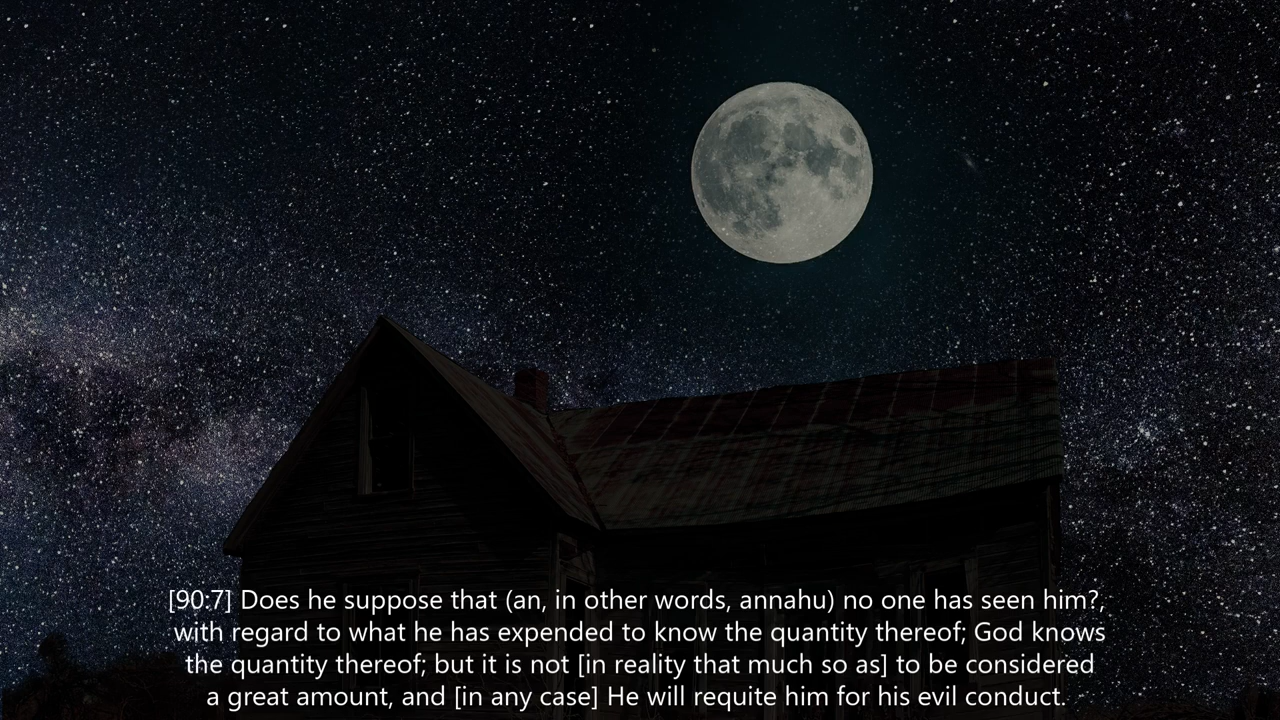 [90:7] Does he suppose that (an, in other words, annahu) no one has seen him?,
with regard to what he has expended to know the quantity thereof; God knows
the quantity thereof; but it is not [in reality that much so as] to be considered
a great amount, and [in any case] He will requite him for his evil conduct.